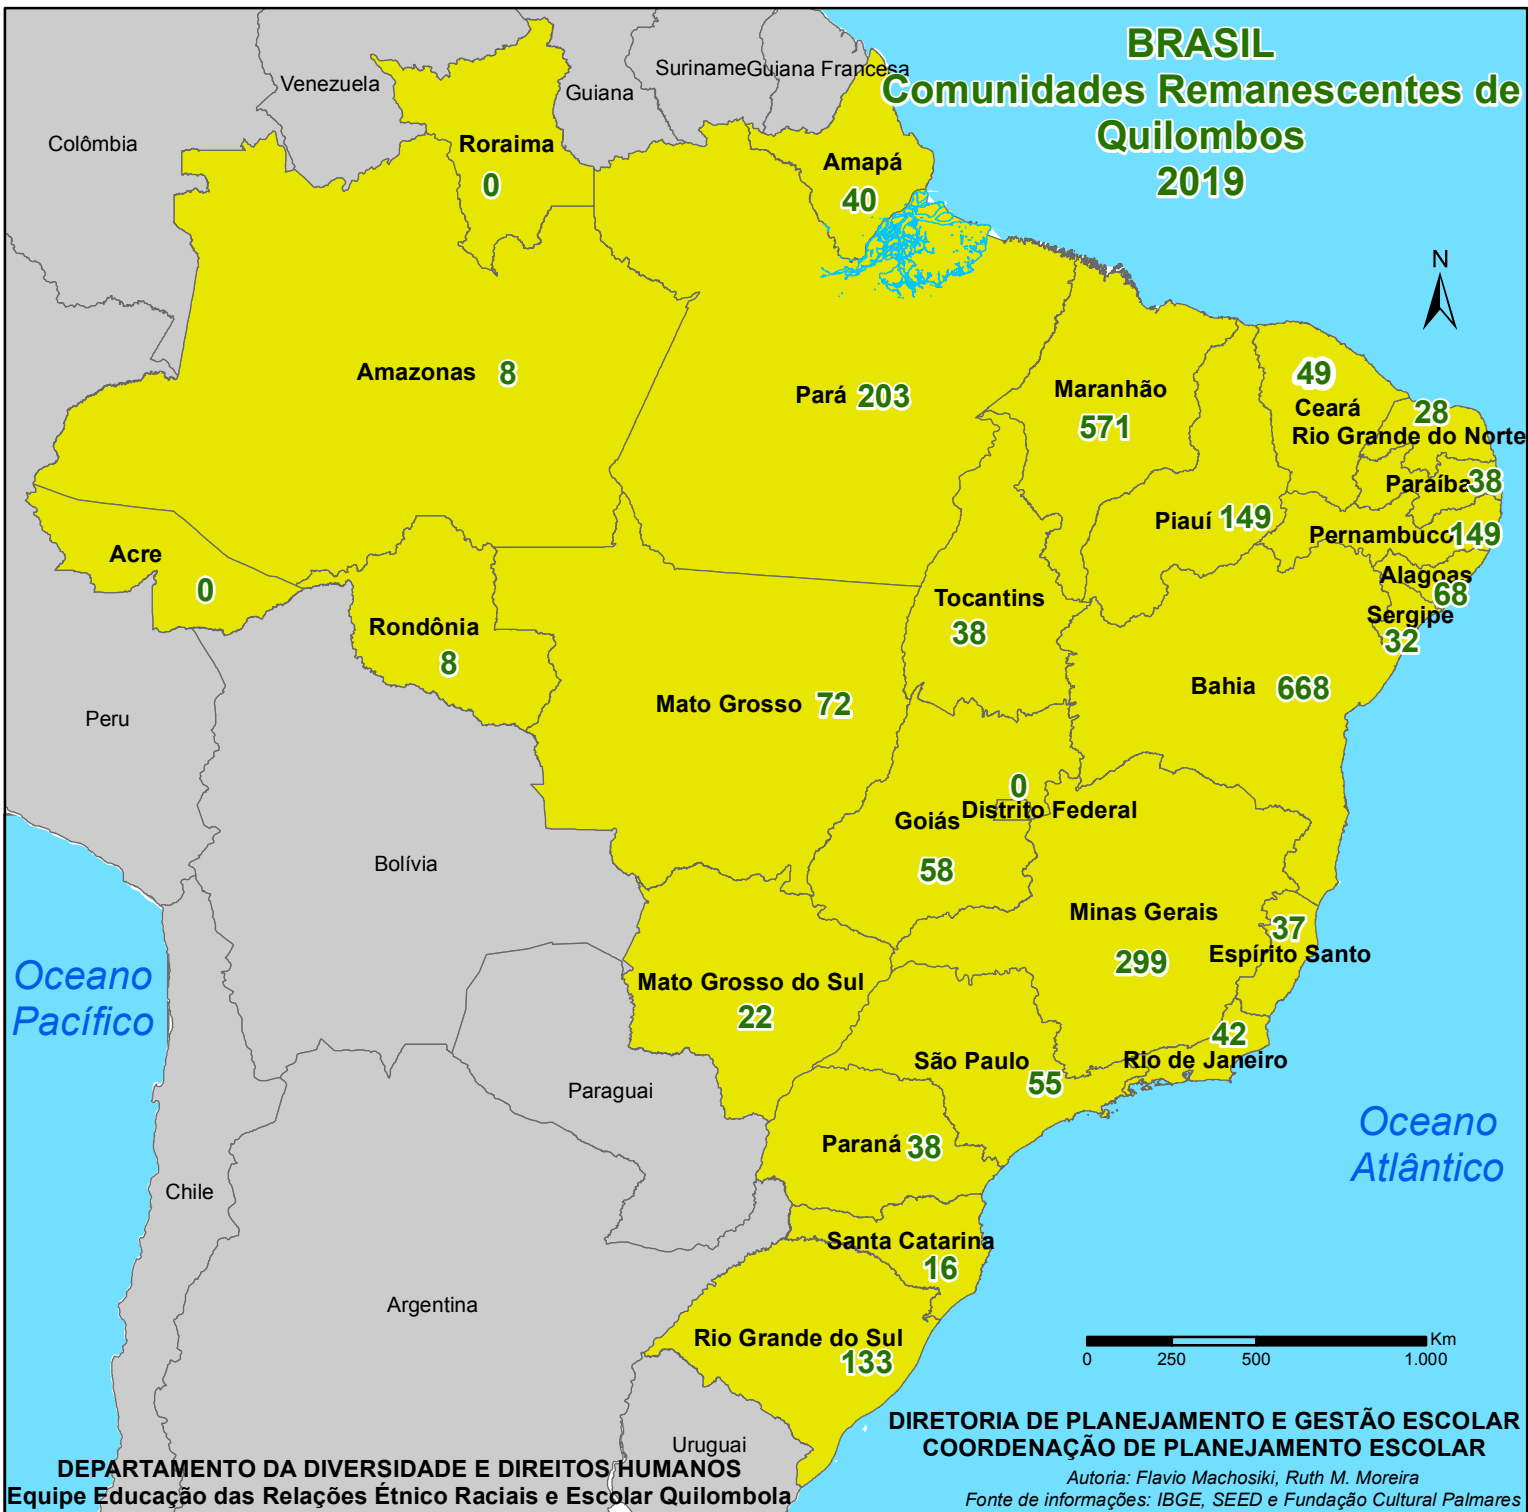 BRASIL
Comunidades Remanescentes de
Quilombos
2019
Suriname
Guiana Francesa
Venezuela
Guiana
Colômbia
Roraima
0
Amapá
40
N
Amazonas 8
Pará 203
Maranhão
571
49
Ceará
28
Rio Grande do Norte
Paraíba 38
Piauí 149
Pernambuco 149
Acre
0
Alagoas
68
Sergipe
32
Tocantins
38
Rondônia
8
Bahia 668
Mato Grosso 72
Peru
0
Distrito Federal
Goiás
58
Bolívia
Minas Gerais
299
37
Espírito Santo
Oceano
Pacífico
Mato Grosso do Sul
22
42
Rio de Janeiro
São Paulo
55
Paraguai
Paraná 38
Oceano
Atlântico
Chile
Santa Catarina
16
Argentina
Rio Grande do Sul
133
Km
0 250 500 1.000
Uruguai
DIRETORIA DE PLANEJAMENTO E GESTÃO ESCOLAR
COORDENAÇÃO DE PLANEJAMENTO ESCOLAR
DEPARTAMENTO DA DIVERSIDADE E DIREITOS HUMANOS
Equipe Educação das Relações Étnico Raciais e Escolar Quilombola
Autoria: Flavio Machosiki, Ruth M. Moreira
Fonte de informações: IBGE, SEED e Fundação Cultural Palmares